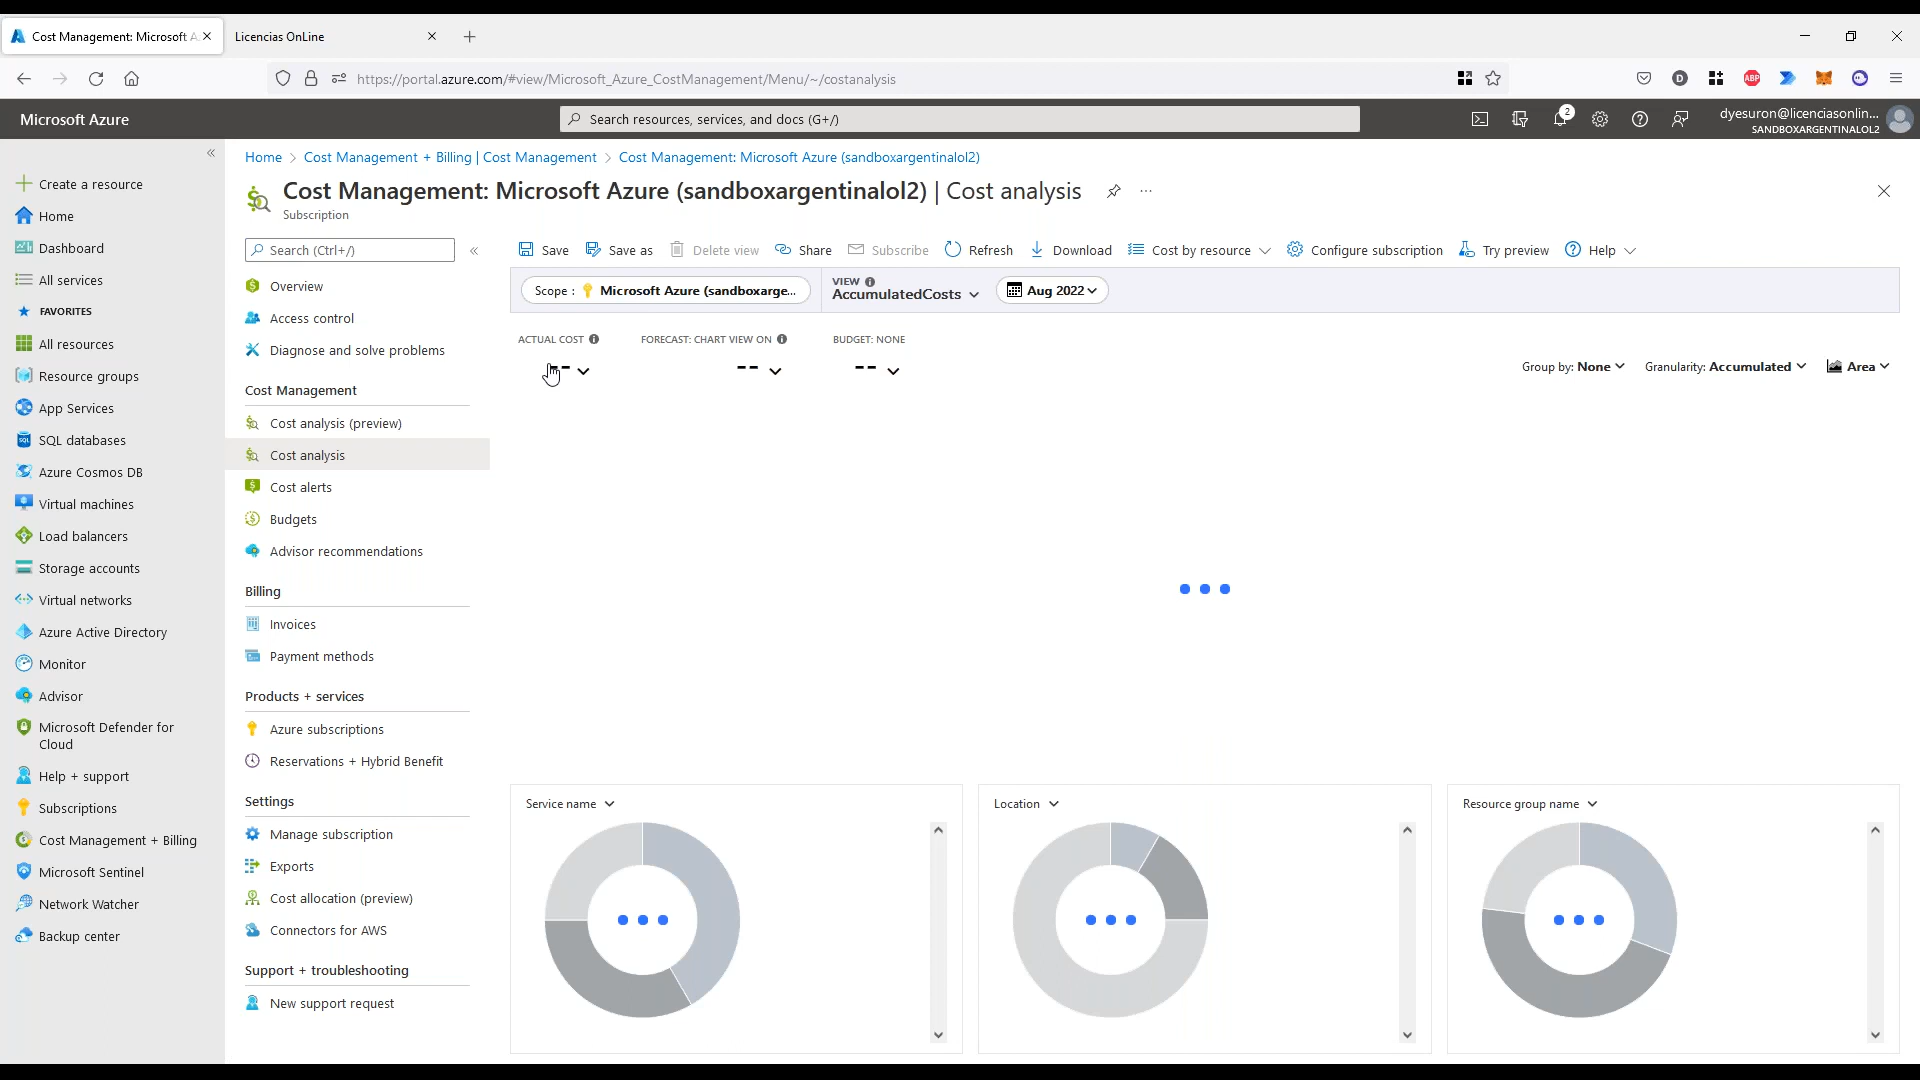 Cost Management: Microsoft A
Licencias OnLine
https://portal.azure.com/#view/Microsoft_Azure_CostManagement/Menu/~/costanalysis
D
ABP
Microsoft Azure
Search resources, services, and docs (G+/)
2
dyesuron@licenciasonlin...
SANDBOXARGENTINALOL2
Create a resource
Home
Dashboard
All services
FAVORITES
All resources
Resource groups
App Services
SQL databases
Azure Cosmos DB
Virtual machines
Load balancers
Storage accounts
Virtual networks
Azure Active Directory
Monitor
Advisor
Microsoft Defender for
Cloud
Help + support
Subscriptions
Cost Management + Billing
Microsoft Sentinel
Network Watcher
Backup center
Home > Cost Management + Billing | Cost Management > Cost Management: Microsoft Azure (sandboxargentinalol2)
Cost Management: Microsoft Azure (sandboxargentinalol2) | Cost analysis
Subscription
Search (Ctrl+/)
Overview
Access control
Diagnose and solve problems
Cost Management
Cost analysis (preview)
Cost analysis
Cost alerts
Budgets
Advisor recommendations
Billing
Invoices
Payment methods
Products + services
Azure subscriptions
Reservations + Hybrid Benefit
Settings
Manage subscription
Exports
Cost allocation (preview)
Connectors for AWS
Support + troubleshooting
New support request
Save Save as Delete view Share Subscribe Refresh Download Cost by resource Configure subscription Try preview Help
Scope : Microsoft Azure (sandboxarge...
VIEW
AccumulatedCosts
Aug 2022
ACTUAL COST FORECAST: CHART VIEW ON BUDGET: NONE
-- -- --
Group by: None Granularity: Accumulated Area
Service name
Location
Resource group name